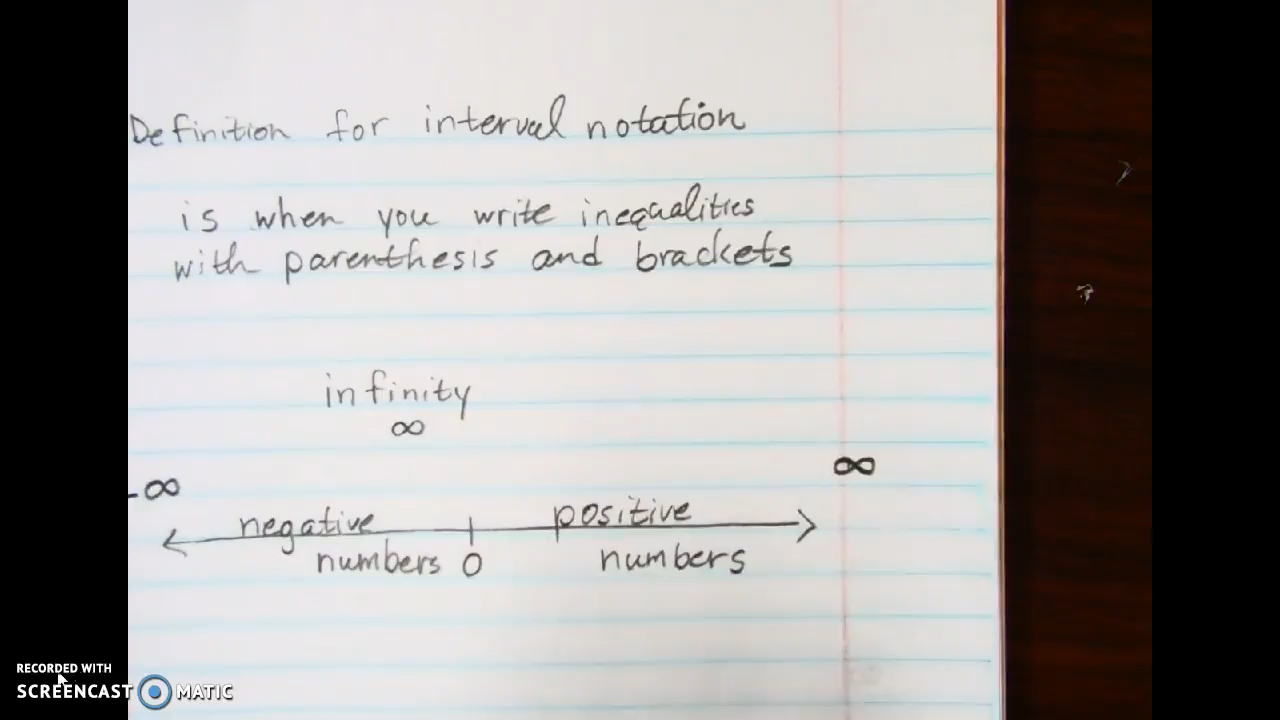 Definition for interval notation
is when you write inequalities
with parenthesis and brackets
infinity
∞
-∞ ∞
negative positive
numbers 0 numbers
RECORDED WITH
SCREENCAST MATIC